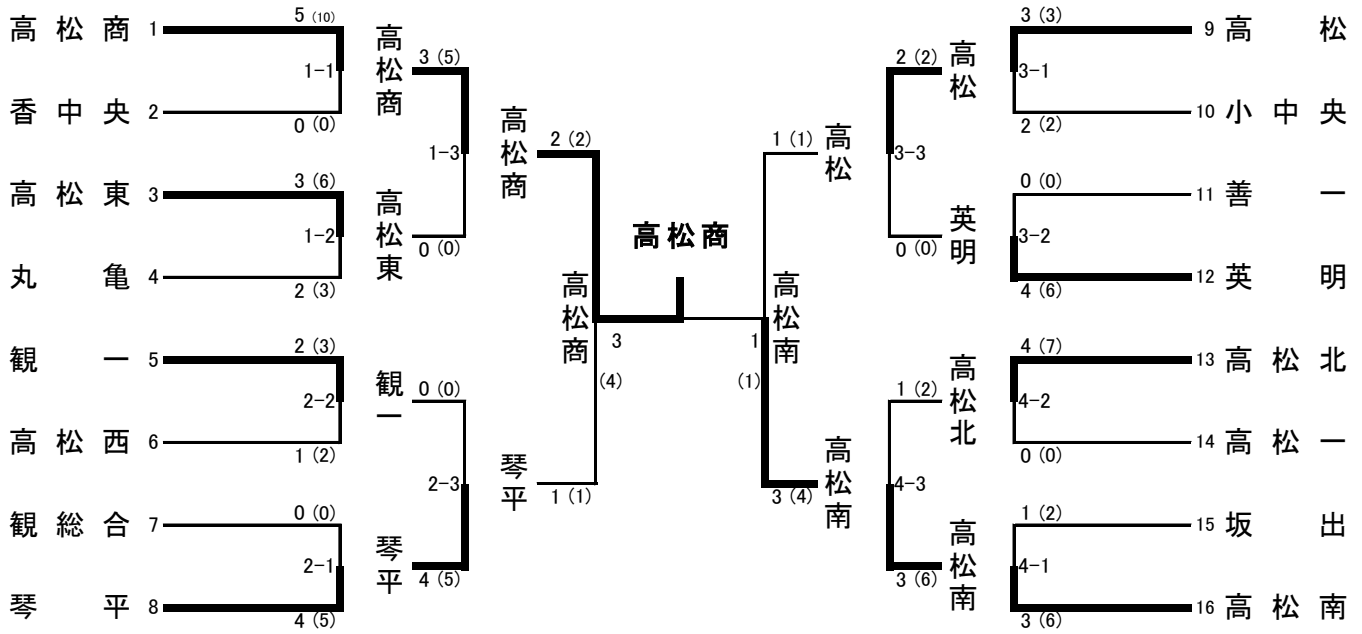 高松商 1 5 (10)
1-1
香中央 2 0 (0)
高松東 3 3 (6)
1-2
丸亀 4 2 (3)
観一 5 2 (3)
2-2
高松西 6 1 (2)
観総合 7 0 (0)
2-1
琴平 8 4 (5)
高松商 3 (5)
1-3
高松東 0 (0)
観一 0 (0)
2-3
琴平 4 (5)
高松商 2 (2)
琴平 1 (1)
高松商 3 (4)
高松商
高松南 1 (1)
高松 1 (1)
高松南 3 (4)
高松 2 (2)
3-3
英明 0 (0)
高松北 1 (2)
4-3
高松南 3 (6)
3 (3) 9 高松
3-1
2 (2) 10 小中央
0 (0) 11 善一
3-2
4 (6) 12 英明
4 (7) 13 高松北
4-2
0 (0) 14 高松一
1 (2) 15 坂出
4-1
3 (6) 16 高松南